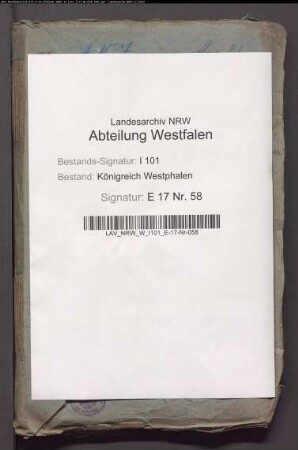 Landesarchiv NRW
Abteilung Westfalen
Bestands-Signatur: I 101
Bestand: Königreich Westphalen
Signatur: E 17 Nr. 58
LAV_NRW_W_I101_E-17-Nr-058